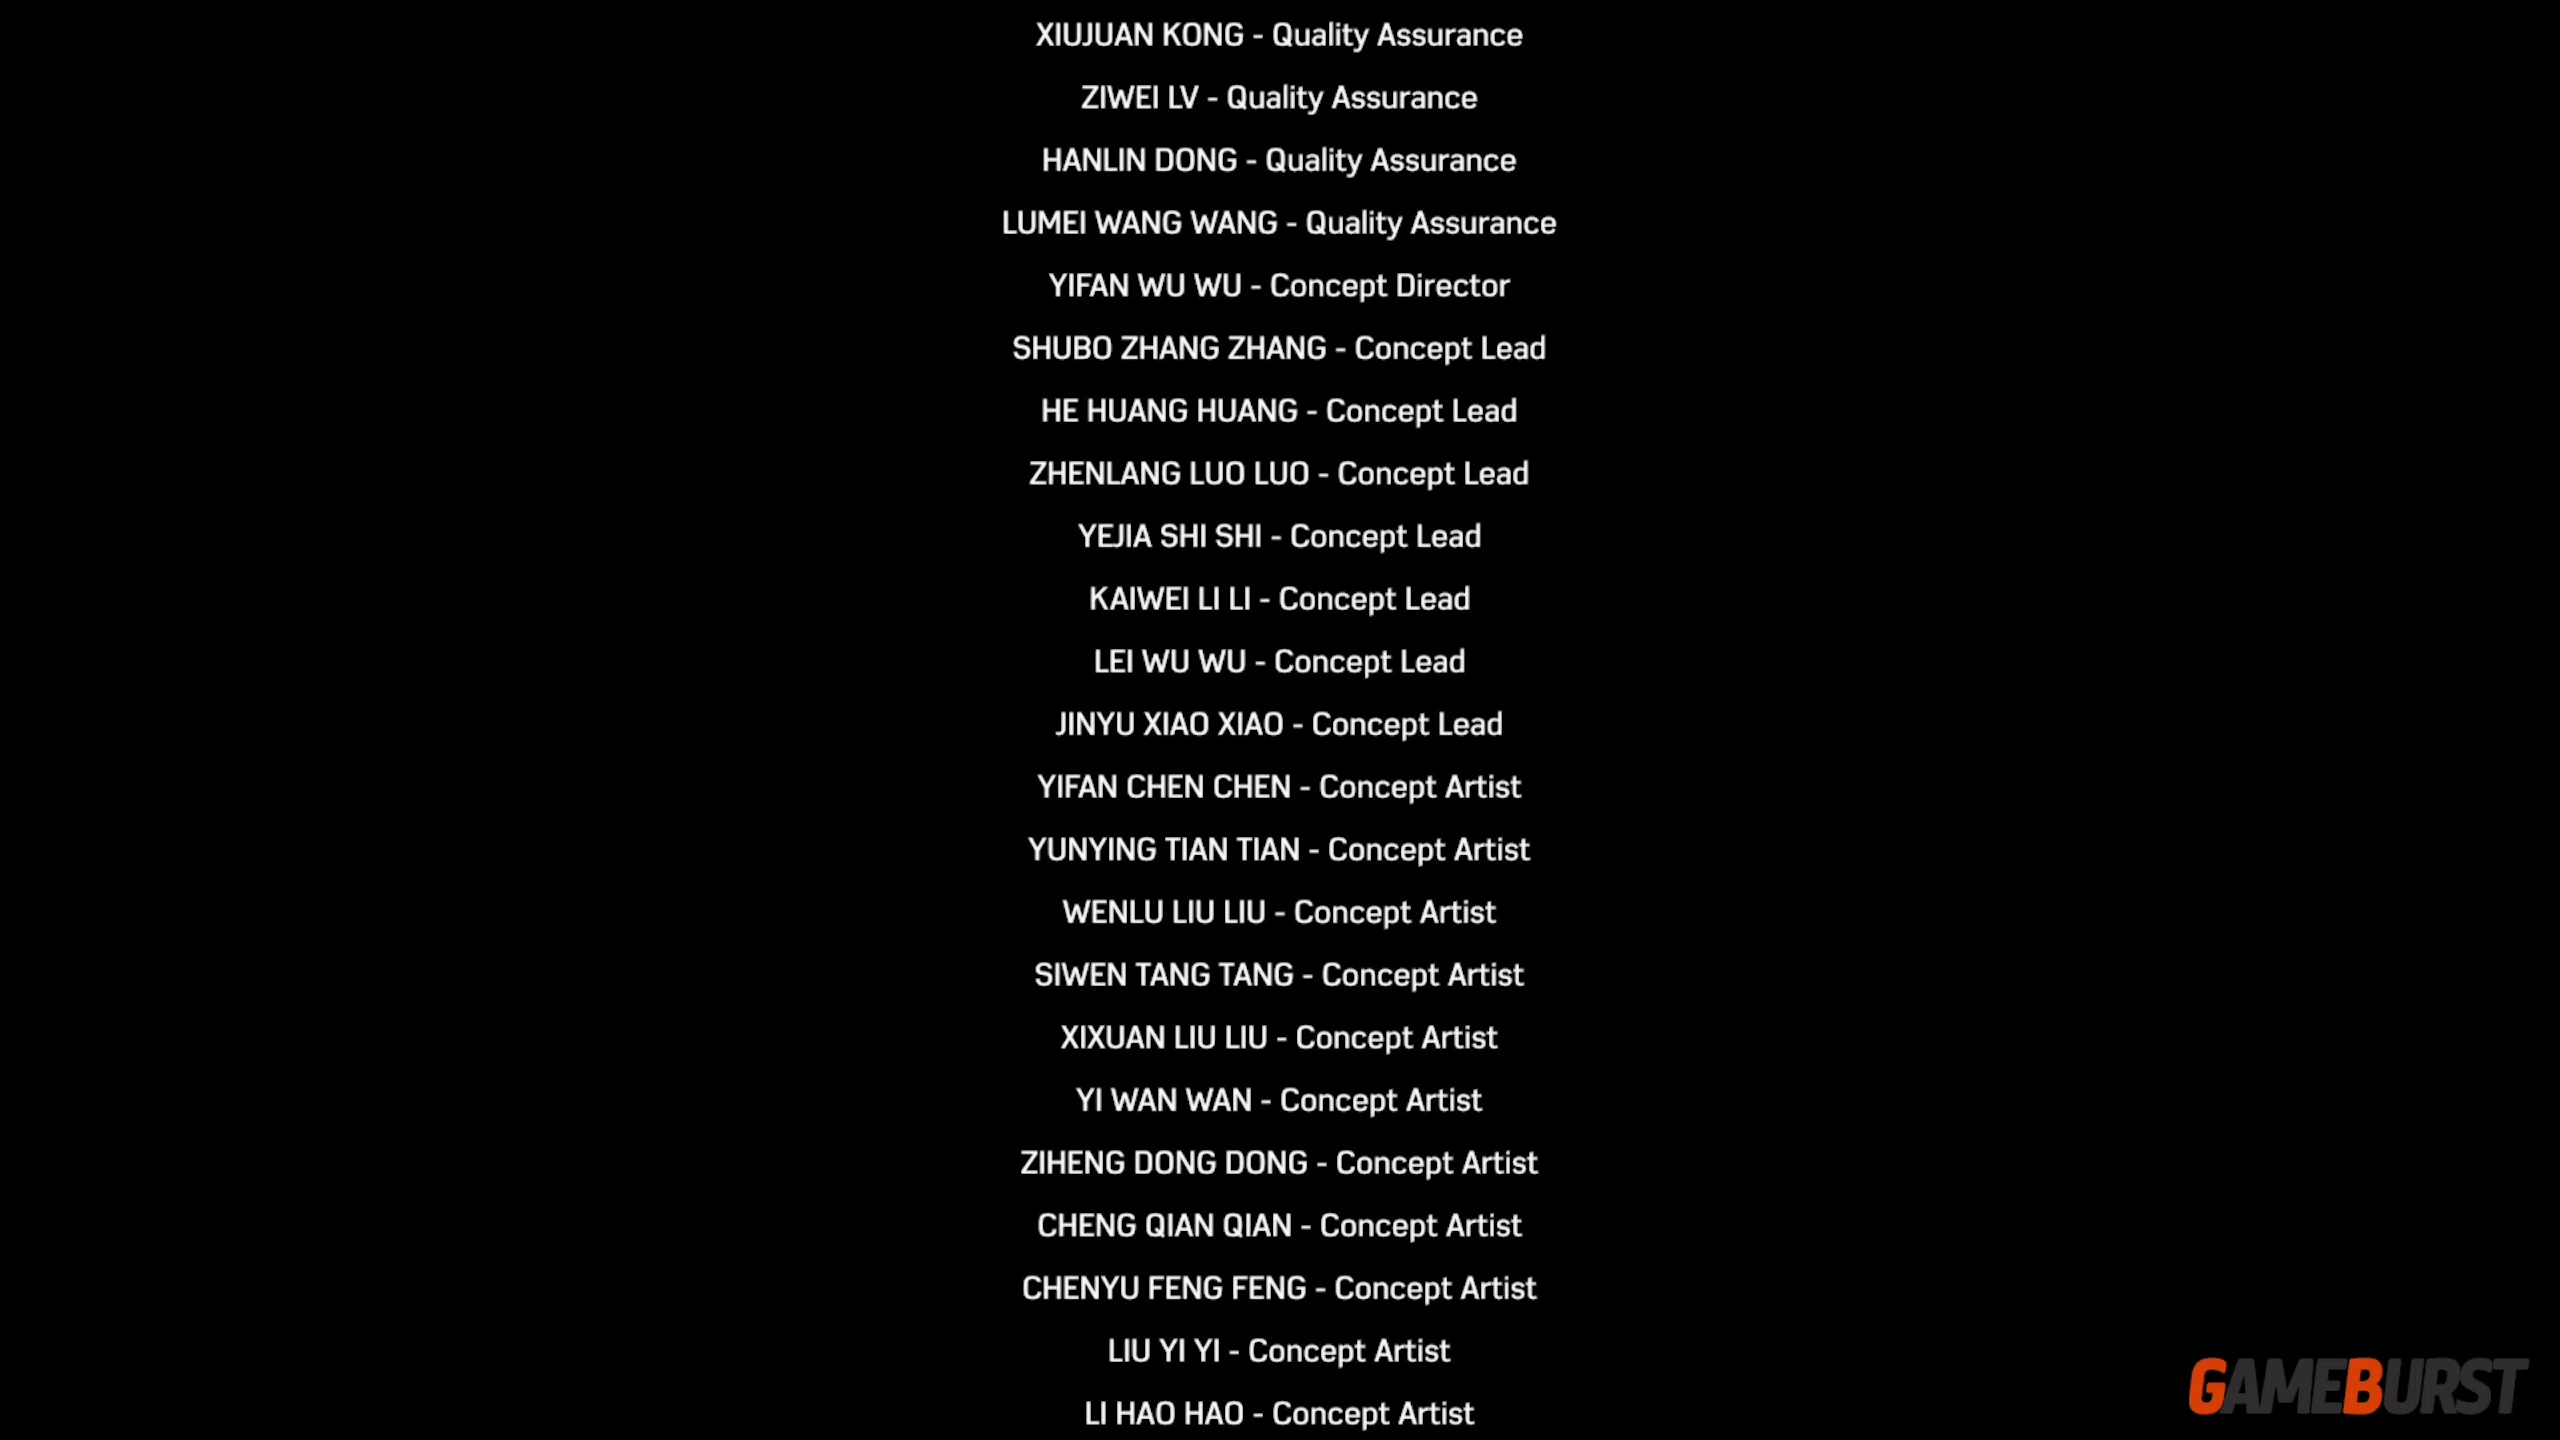 XIUJUAN KONG - Quality Assurance
ZIWEI LV - Quality Assurance
HANLIN DONG - Quality Assurance
LUMEI WANG WANG - Quality Assurance
YIFAN WU WU - Concept Director
SHUBO ZHANG ZHANG - Concept Lead
HE HUANG HUANG - Concept Lead
ZHENLANG LUO LUO - Concept Lead
YEJIA SHI SHI - Concept Lead
KAIWEI LI LI - Concept Lead
LEI WU WU - Concept Lead
JINYU XIAO XIAO - Concept Lead
YIFAN CHEN CHEN - Concept Artist
YUNYING TIAN TIAN - Concept Artist
WENLU LIU LIU - Concept Artist
SIWEN TANG TANG - Concept Artist
XIXUAN LIU LIU - Concept Artist
YI WAN WAN - Concept Artist
ZIHENG DONG DONG - Concept Artist
CHENG QIAN QIAN - Concept Artist
CHENYU FENG FENG - Concept Artist
LIU YI YI - Concept Artist
LI HAO HAO - Concept Artist
GAMEBURST